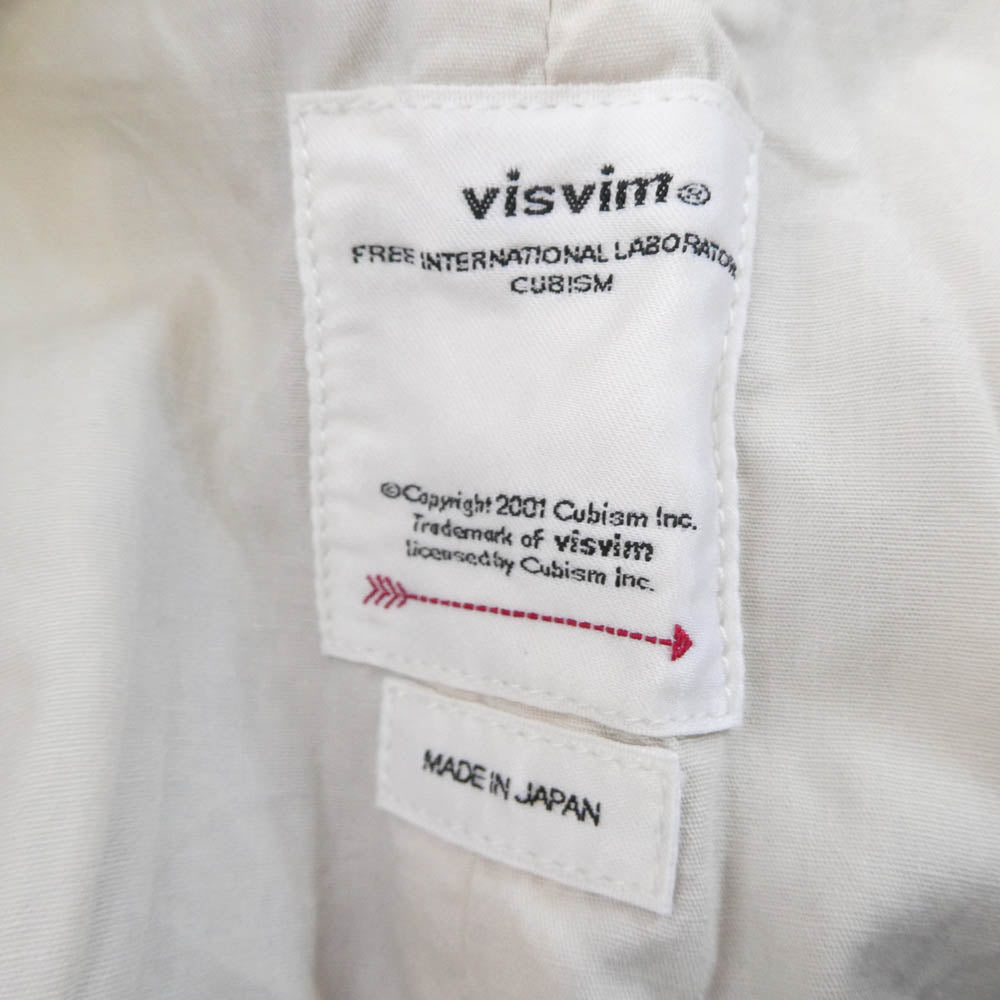 visvim®
FREE INTERNATIONAL LABORATORY
CUBISM
©Copyright 2001 Cubism Inc.
Trademark of visvim
licensed by Cubism Inc.
MADE IN JAPAN